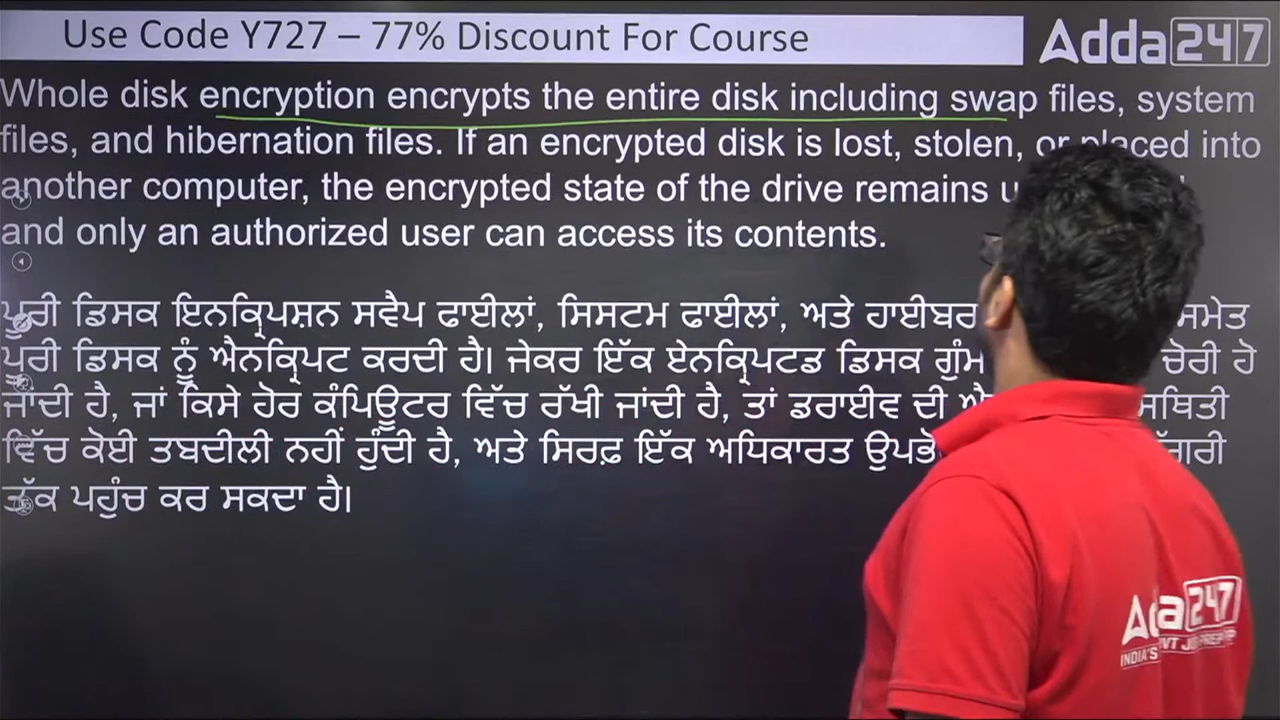 Use Code Y727 – 77% Discount For Course
Adda247
Whole disk encryption encrypts the entire disk including swap files, system
files, and hibernation files. If an encrypted disk is lost, stolen, or placed into
another computer, the encrypted state of the drive remains
and only an authorized user can access its contents.
ਪੂਰੀ ਡਿਸਕ ਇਨਕ੍ਰਿਪਸ਼ਨ ਸਵੈਪ ਫਾਈਲਾਂ, ਸਿਸਟਮ ਫਾਈਲਾਂ, ਅਤੇ ਸਮੇਤ
ਪੂਰੀ ਡਿਸਕ ਨੂੰ ਐਨਕ੍ਰਿਪਟ ਕਰਦੀ ਹੈ। ਜੇਕਰ ਇੱਕ ਏਨਕ੍ਰਿਪਟਡ ਡਿਸਕ ਚੋਰੀ ਹੋ
ਜਾਂਦੀ ਹੈ, ਜਾਂ ਕਿਸੇ ਹੋਰ ਕੰਪਿਊਟਰ ਵਿੱਚ ਰੱਖੀ ਜਾਂਦੀ ਹੈ, ਤਾਂ ਡਰਾਈਵ ਦੀ ਸਥਿਤੀ
ਵਿੱਚ ਕੋਈ ਤਬਦੀਲੀ ਨਹੀਂ ਹੁੰਦੀ ਹੈ, ਅਤੇ ਸਿਰਫ਼ ਇੱਕ ਅਧਿਕਾਰਤ
ਤੱਕ ਪਹੁੰਚ ਕਰ ਸਕਦਾ ਹੈ।
Adda247
INDIA'S